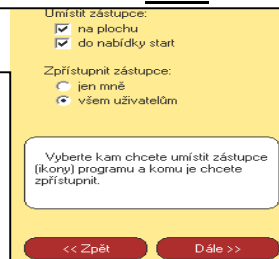 Umístit zástupce:
na plochu
do nabídky start
Zpřístupnit zástupce:
jen mně
všem uživatelům
Vyberte kam chcete umístit zástupce
(ikony) programu a komu je chcete
zpřístupnit.
<< Zpět
Dále >>